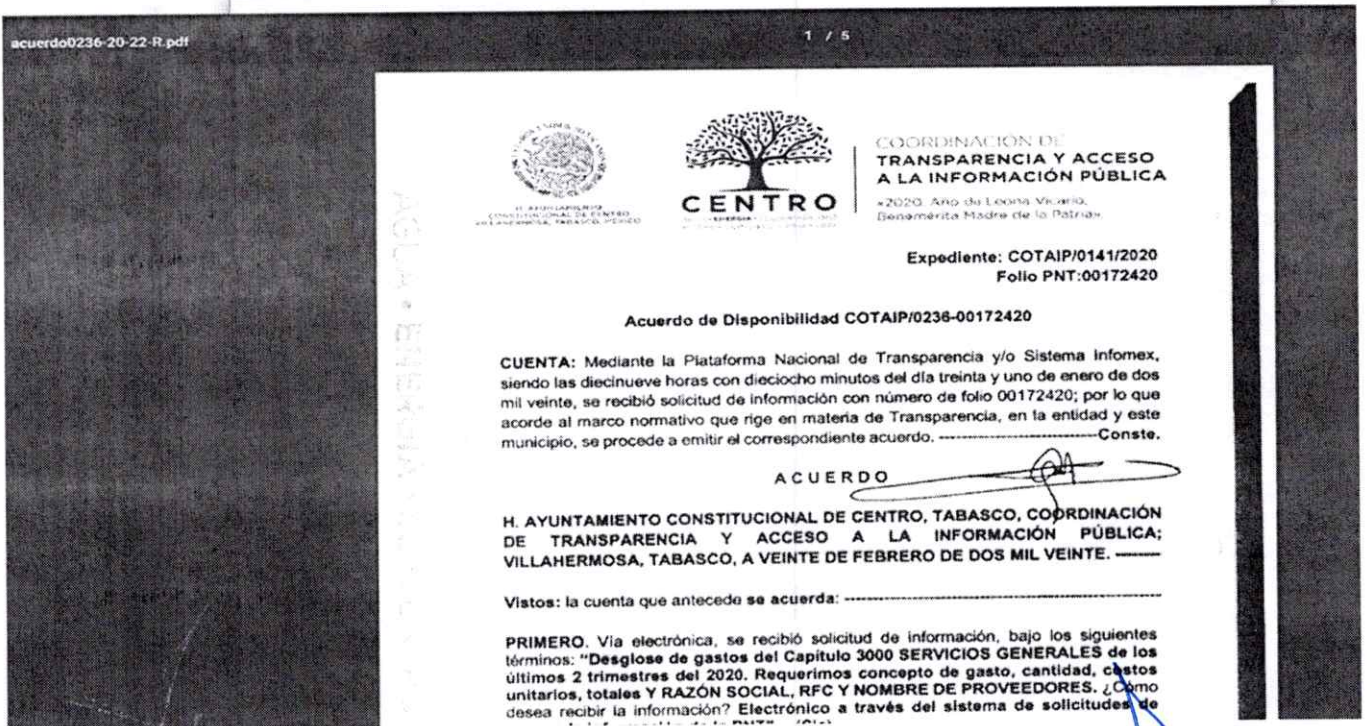 acuerdo0236-20-22-R.pdf
1 / 5
COORDINACIÓN DE
TRANSPARENCIA Y ACCESO
A LA INFORMACIÓN PÚBLICA
«2020, Año de Leona Vicario,
Benemérita Madre de la Patria».
CENTRO
H. AYUNTAMIENTO
CONSTITUCIONAL DE CENTRO
VILLAHERMOSA, TABASCO, MÉXICO
Expediente: COTAIP/0141/2020
Folio PNT:00172420
Acuerdo de Disponibilidad COTAIP/0236-00172420
CUENTA: Mediante la Plataforma Nacional de Transparencia y/o Sistema Infomex,
siendo las diecinueve horas con dieciocho minutos del día treinta y uno de enero de dos
mil veinte, se recibió solicitud de información con número de folio 00172420; por lo que
acorde al marco normativo que rige en materia de Transparencia, en la entidad y este
municipio, se procede a emitir el correspondiente acuerdo. ----------------------------Conste.
A C U E R D O
H. AYUNTAMIENTO CONSTITUCIONAL DE CENTRO, TABASCO, COORDINACIÓN
DE TRANSPARENCIA Y ACCESO A LA INFORMACIÓN PÚBLICA;
VILLAHERMOSA, TABASCO, A VEINTE DE FEBRERO DE DOS MIL VEINTE. --------
Vistos: la cuenta que antecede se acuerda: --------------------------------------------------------
PRIMERO. Vía electrónica, se recibió solicitud de información, bajo los siguientes
términos: "Desglose de gastos del Capítulo 3000 SERVICIOS GENERALES de los
últimos 2 trimestres del 2020. Requerimos concepto de gasto, cantidad, costos
unitarios, totales Y RAZÓN SOCIAL, RFC Y NOMBRE DE PROVEEDORES. ¿Cómo
desea recibir la información? Electrónico a través del sistema de solicitudes de